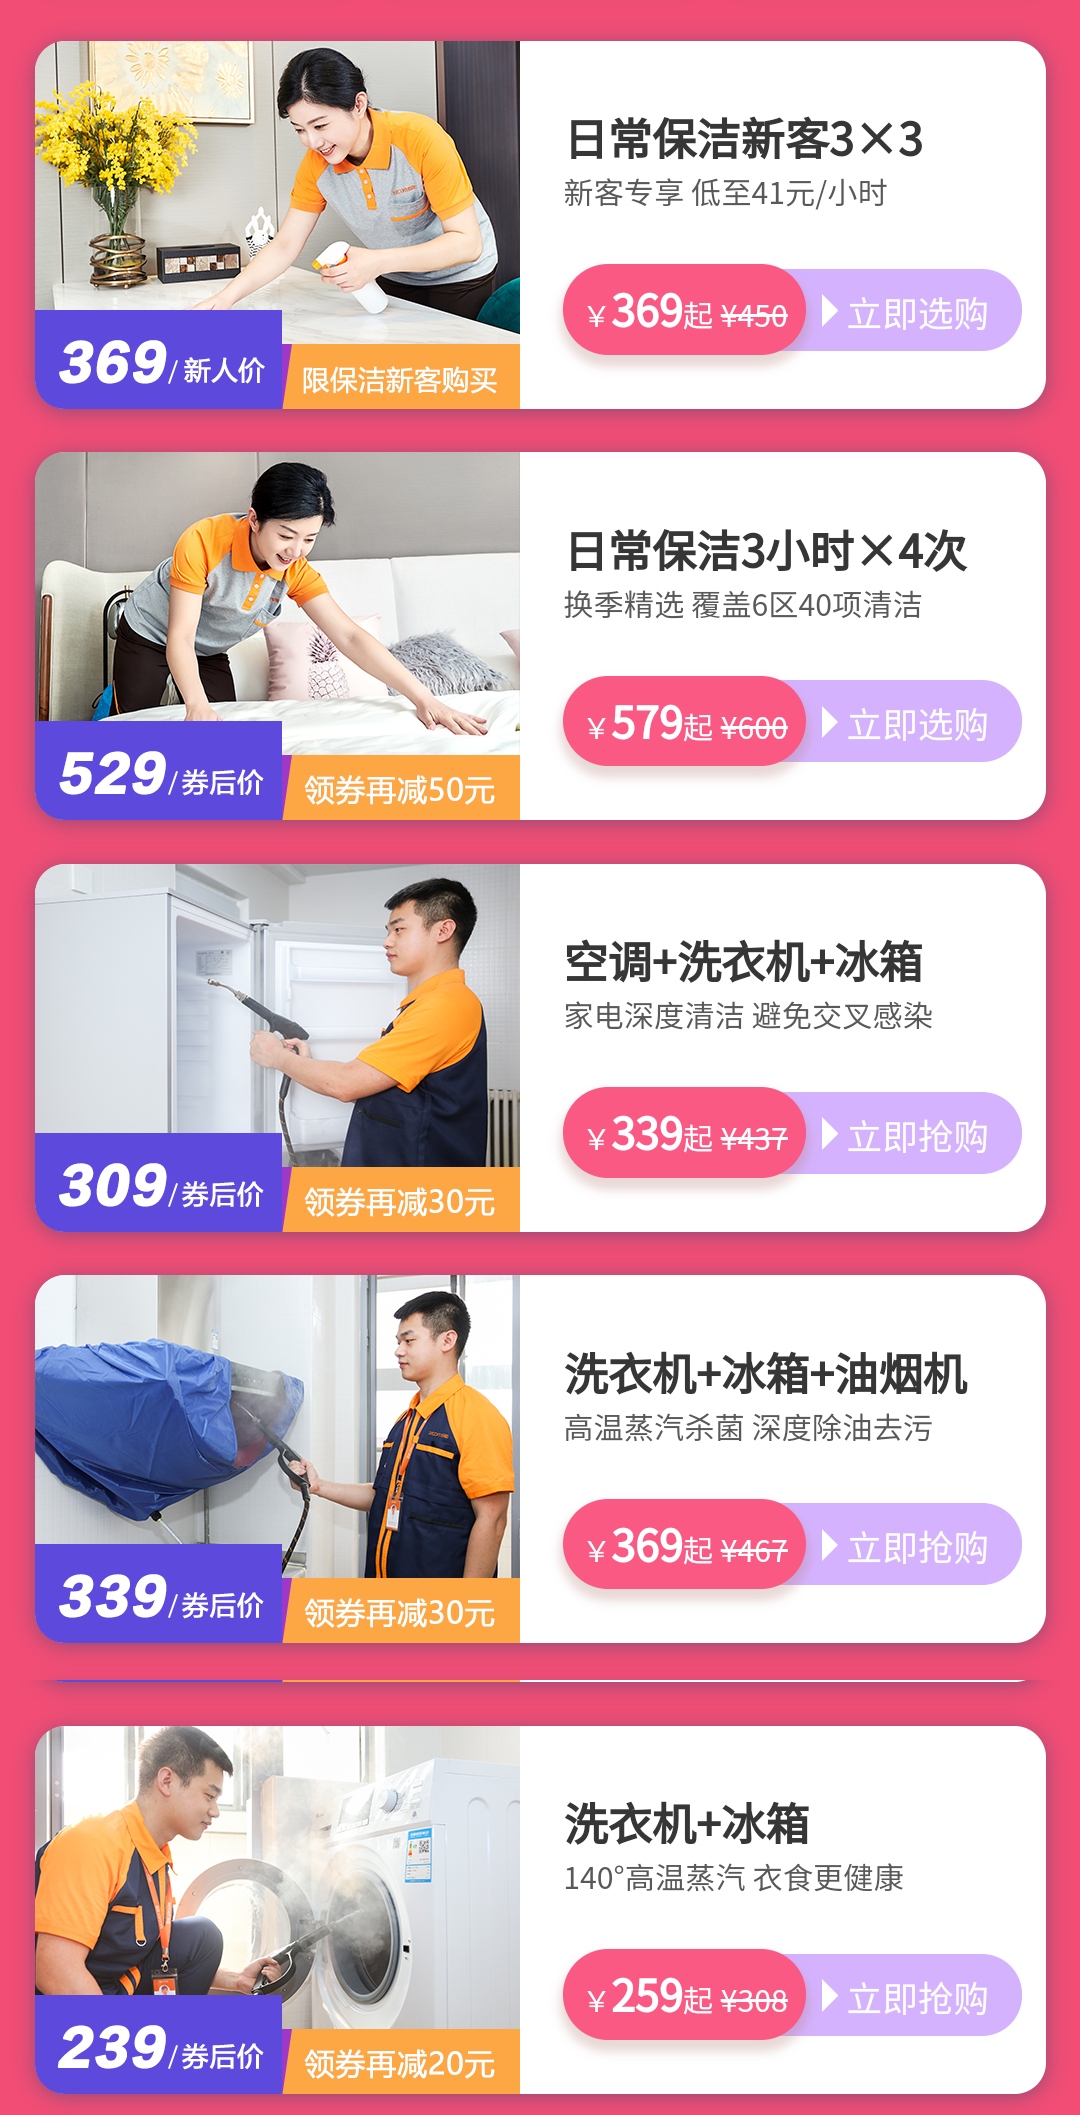 日常保洁新客3×3
新客专享 低至41元/小时
¥369起 ¥450
立即选购
369/新人价
限保洁新客购买
日常保洁3小时×4次
换季精选 覆盖6区40项清洁
¥579起 ¥600
立即选购
529/券后价
领券再减50元
空调+洗衣机+冰箱
家电深度清洁 避免交叉感染
¥339起 ¥437
立即抢购
309/券后价
领券再减30元
洗衣机+冰箱+油烟机
高温蒸汽杀菌 深度除油去污
¥369起 ¥467
立即抢购
339/券后价
领券再减30元
洗衣机+冰箱
140°高温蒸汽 衣食更健康
¥259起 ¥308
立即抢购
239/券后价
领券再减20元